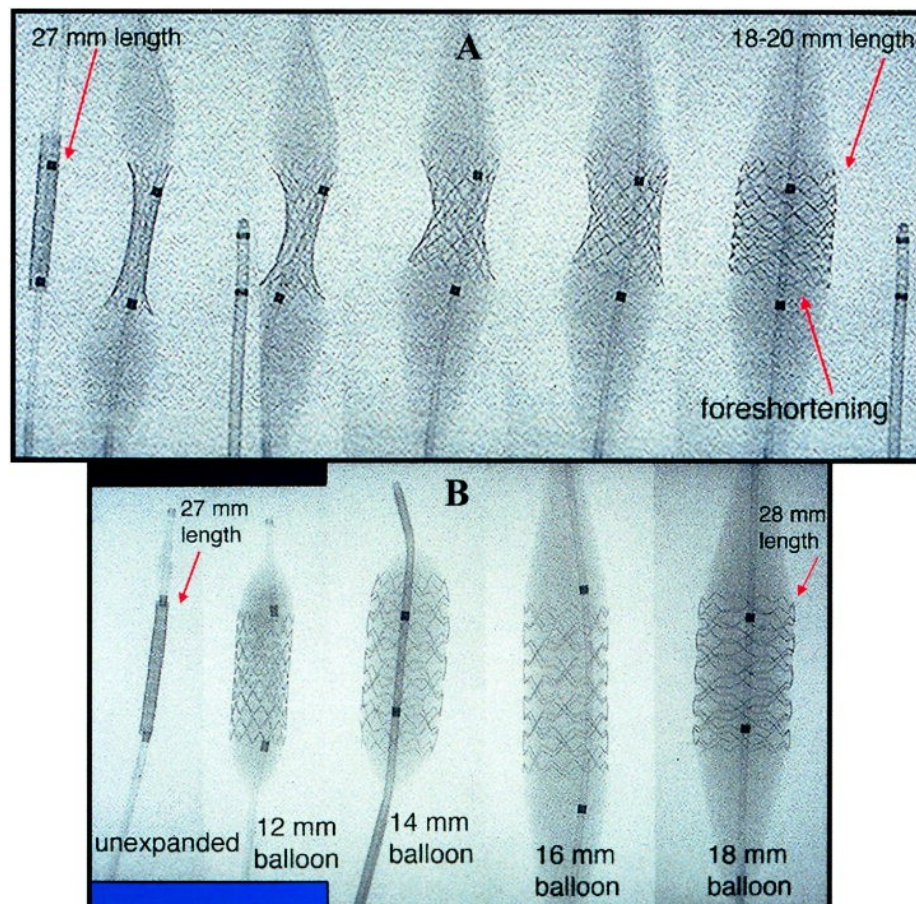 27 mm length
A
18-20 mm length
foreshortening
B
27 mm
length
28 mm
length
unexpanded
12 mm
balloon
14 mm
balloon
16 mm
balloon
18 mm
balloon